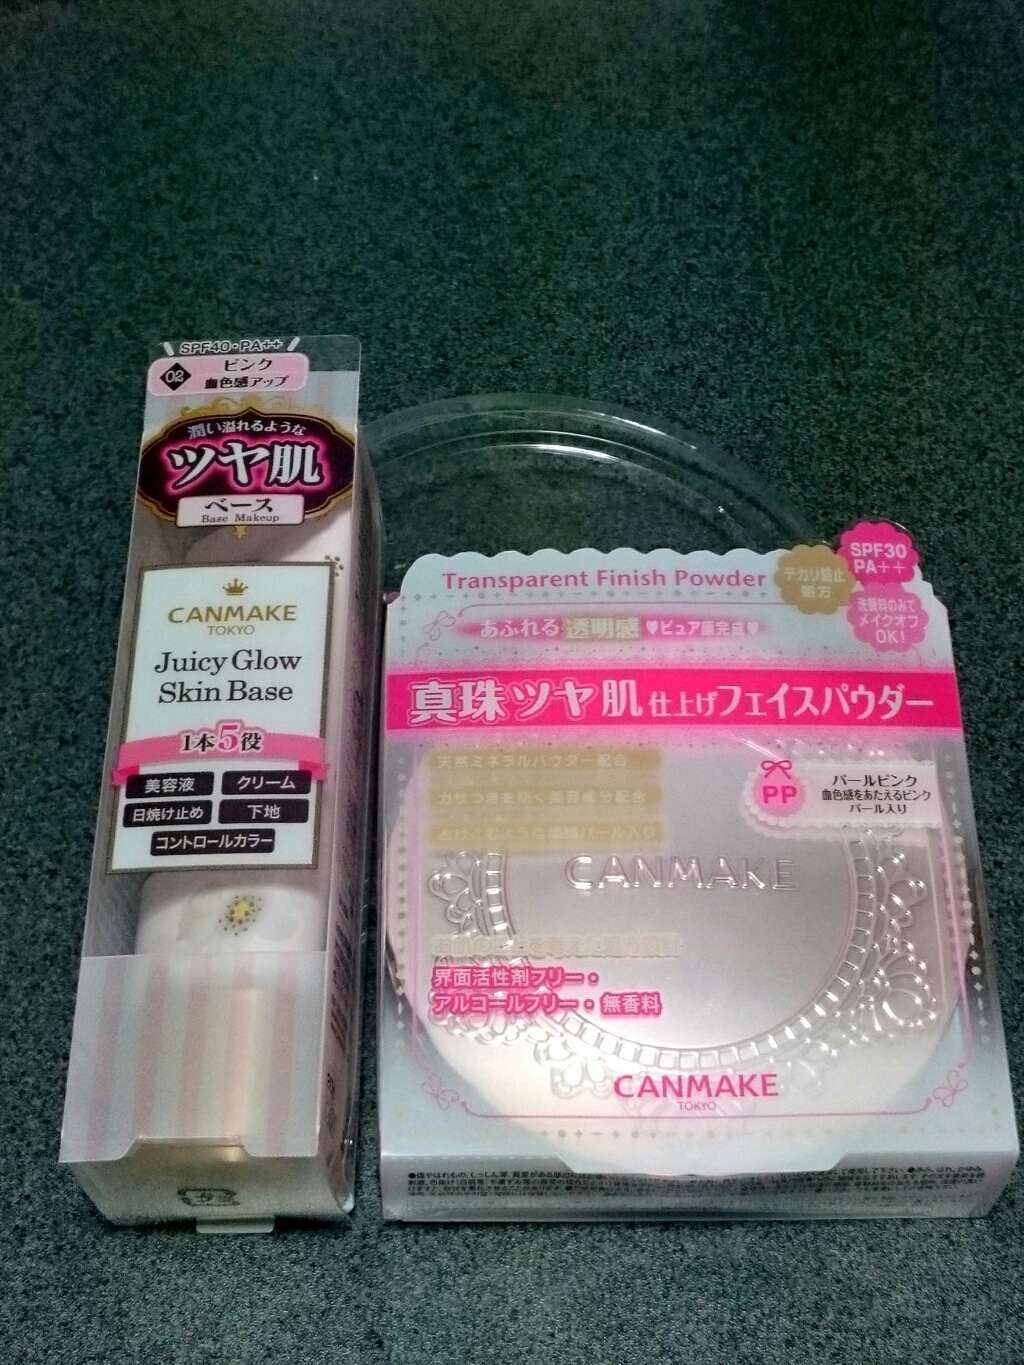 SPF40・PA++
02
ピンク
血色感アップ
潤い溢れるような
ツヤ肌
ベース
Base Makeup
CANMAKE
TOKYO
Juicy Glow
Skin Base
1本5役
美容液
クリーム
日焼け止め
下地
コントロールカラー
Transparent Finish Powder
テカリ防止
処方
SPF30
PA++
洗顔料のみで
メイクオフ
OK!
あふれる透明感♥ピュア顔完成♥
真珠ツヤ肌仕上げフェイスパウダー
天然ミネラルパウダー配合
PP
パールピンク
血色感をあたえるピンク
パール入り
CANMAKE
界面活性剤フリー・
アルコールフリー・無香料
CANMAKE
TOKYO